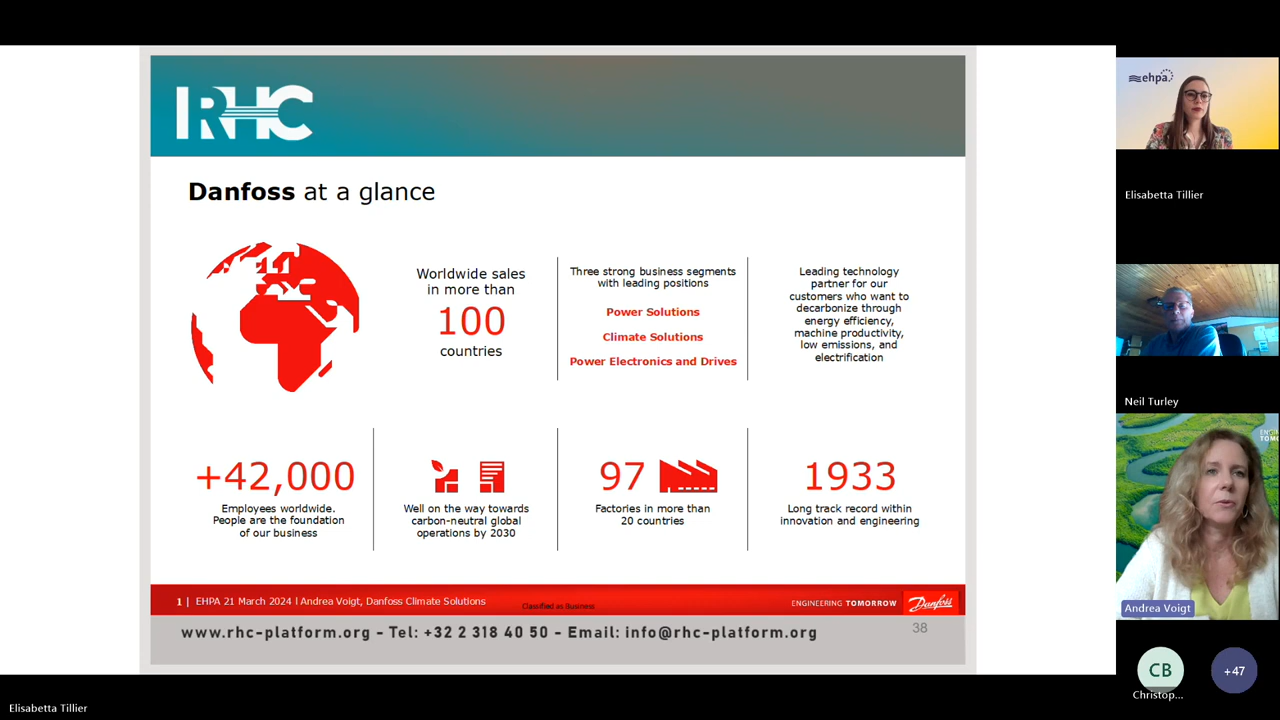 RHC
Danfoss at a glance
Worldwide sales
in more than
100
countries
Three strong business segments
with leading positions
Power Solutions
Climate Solutions
Power Electronics and Drives
Leading technology
partner for our
customers who want to
decarbonize through
energy efficiency,
machine productivity,
low emissions, and
electrification
+42,000
Employees worldwide.
People are the foundation
of our business
Well on the way towards
carbon-neutral global
operations by 2030
97
Factories in more than
20 countries
1933
Long track record within
innovation and engineering
1 | EHPA 21 March 2024 l Andrea Voigt, Danfoss Climate Solutions
Classified as Business
ENGINEERING TOMORROW
Danfoss
www.rhc-platform.org - Tel: +32 2 318 40 50 - Email: info@rhc-platform.org
38
ehpa
Elisabetta Tillier
Neil Turley
Andrea Voigt
CB
Christop...
+47
Elisabetta Tillier